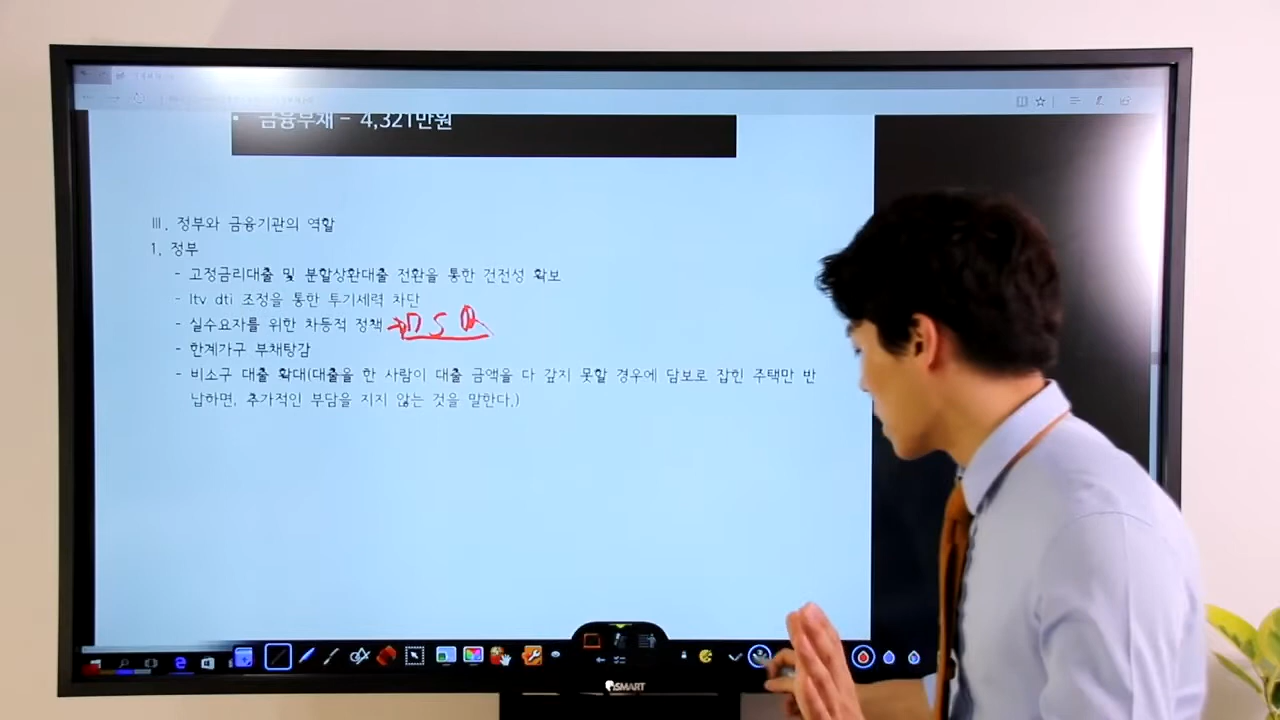 금융부채 - 4,321만원
III. 정부와 금융기관의 역할
1. 정부
- 고정금리대출 및 분할상환대출 전환을 통한 건전성 확보
- ltv dti 조정을 통한 투기세력 차단
- 실수요자를 위한 차등적 정책 → DSR
- 한계가구 부채탕감
- 비소구 대출 확대(대출을 한 사람이 대출 금액을 다 갚지 못할 경우에 담보로 잡힌 주택만 반
납하면, 추가적인 부담을 지지 않는 것을 말한다.)
iSMART